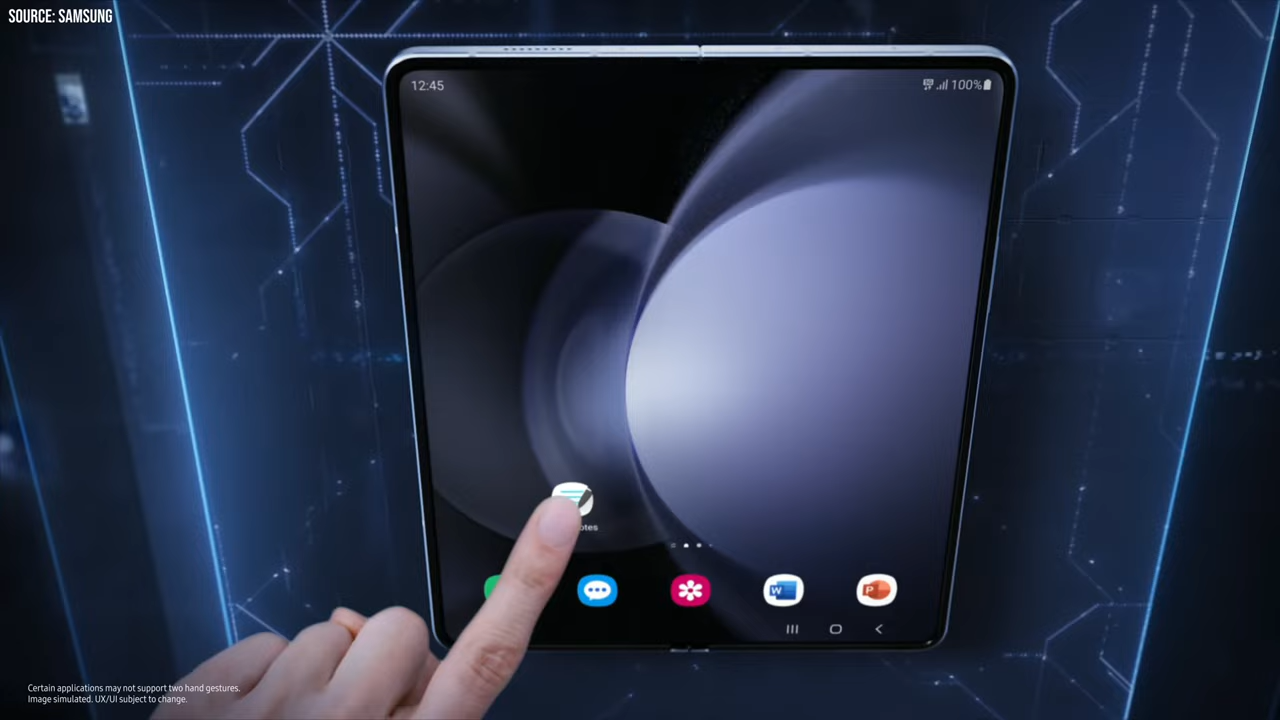 SOURCE: SAMSUNG
12:45
100%
otes
W
P
Certain applications may not support two hand gestures.
Image simulated. UX/UI subject to change.